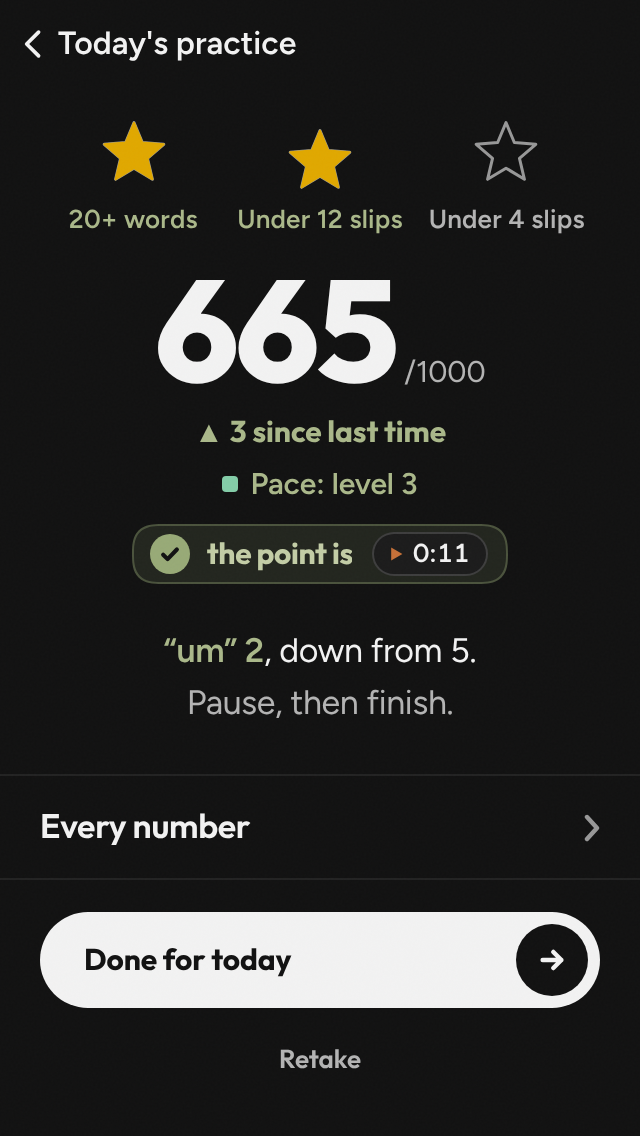 Today's practice
20+ words
Under 12 slips
Under 4 slips
665 /1000
▲ 3 since last time
Pace: level 3
the point is 0:11
“um” 2, down from 5.
Pause, then finish.
Every number
Done for today
Retake